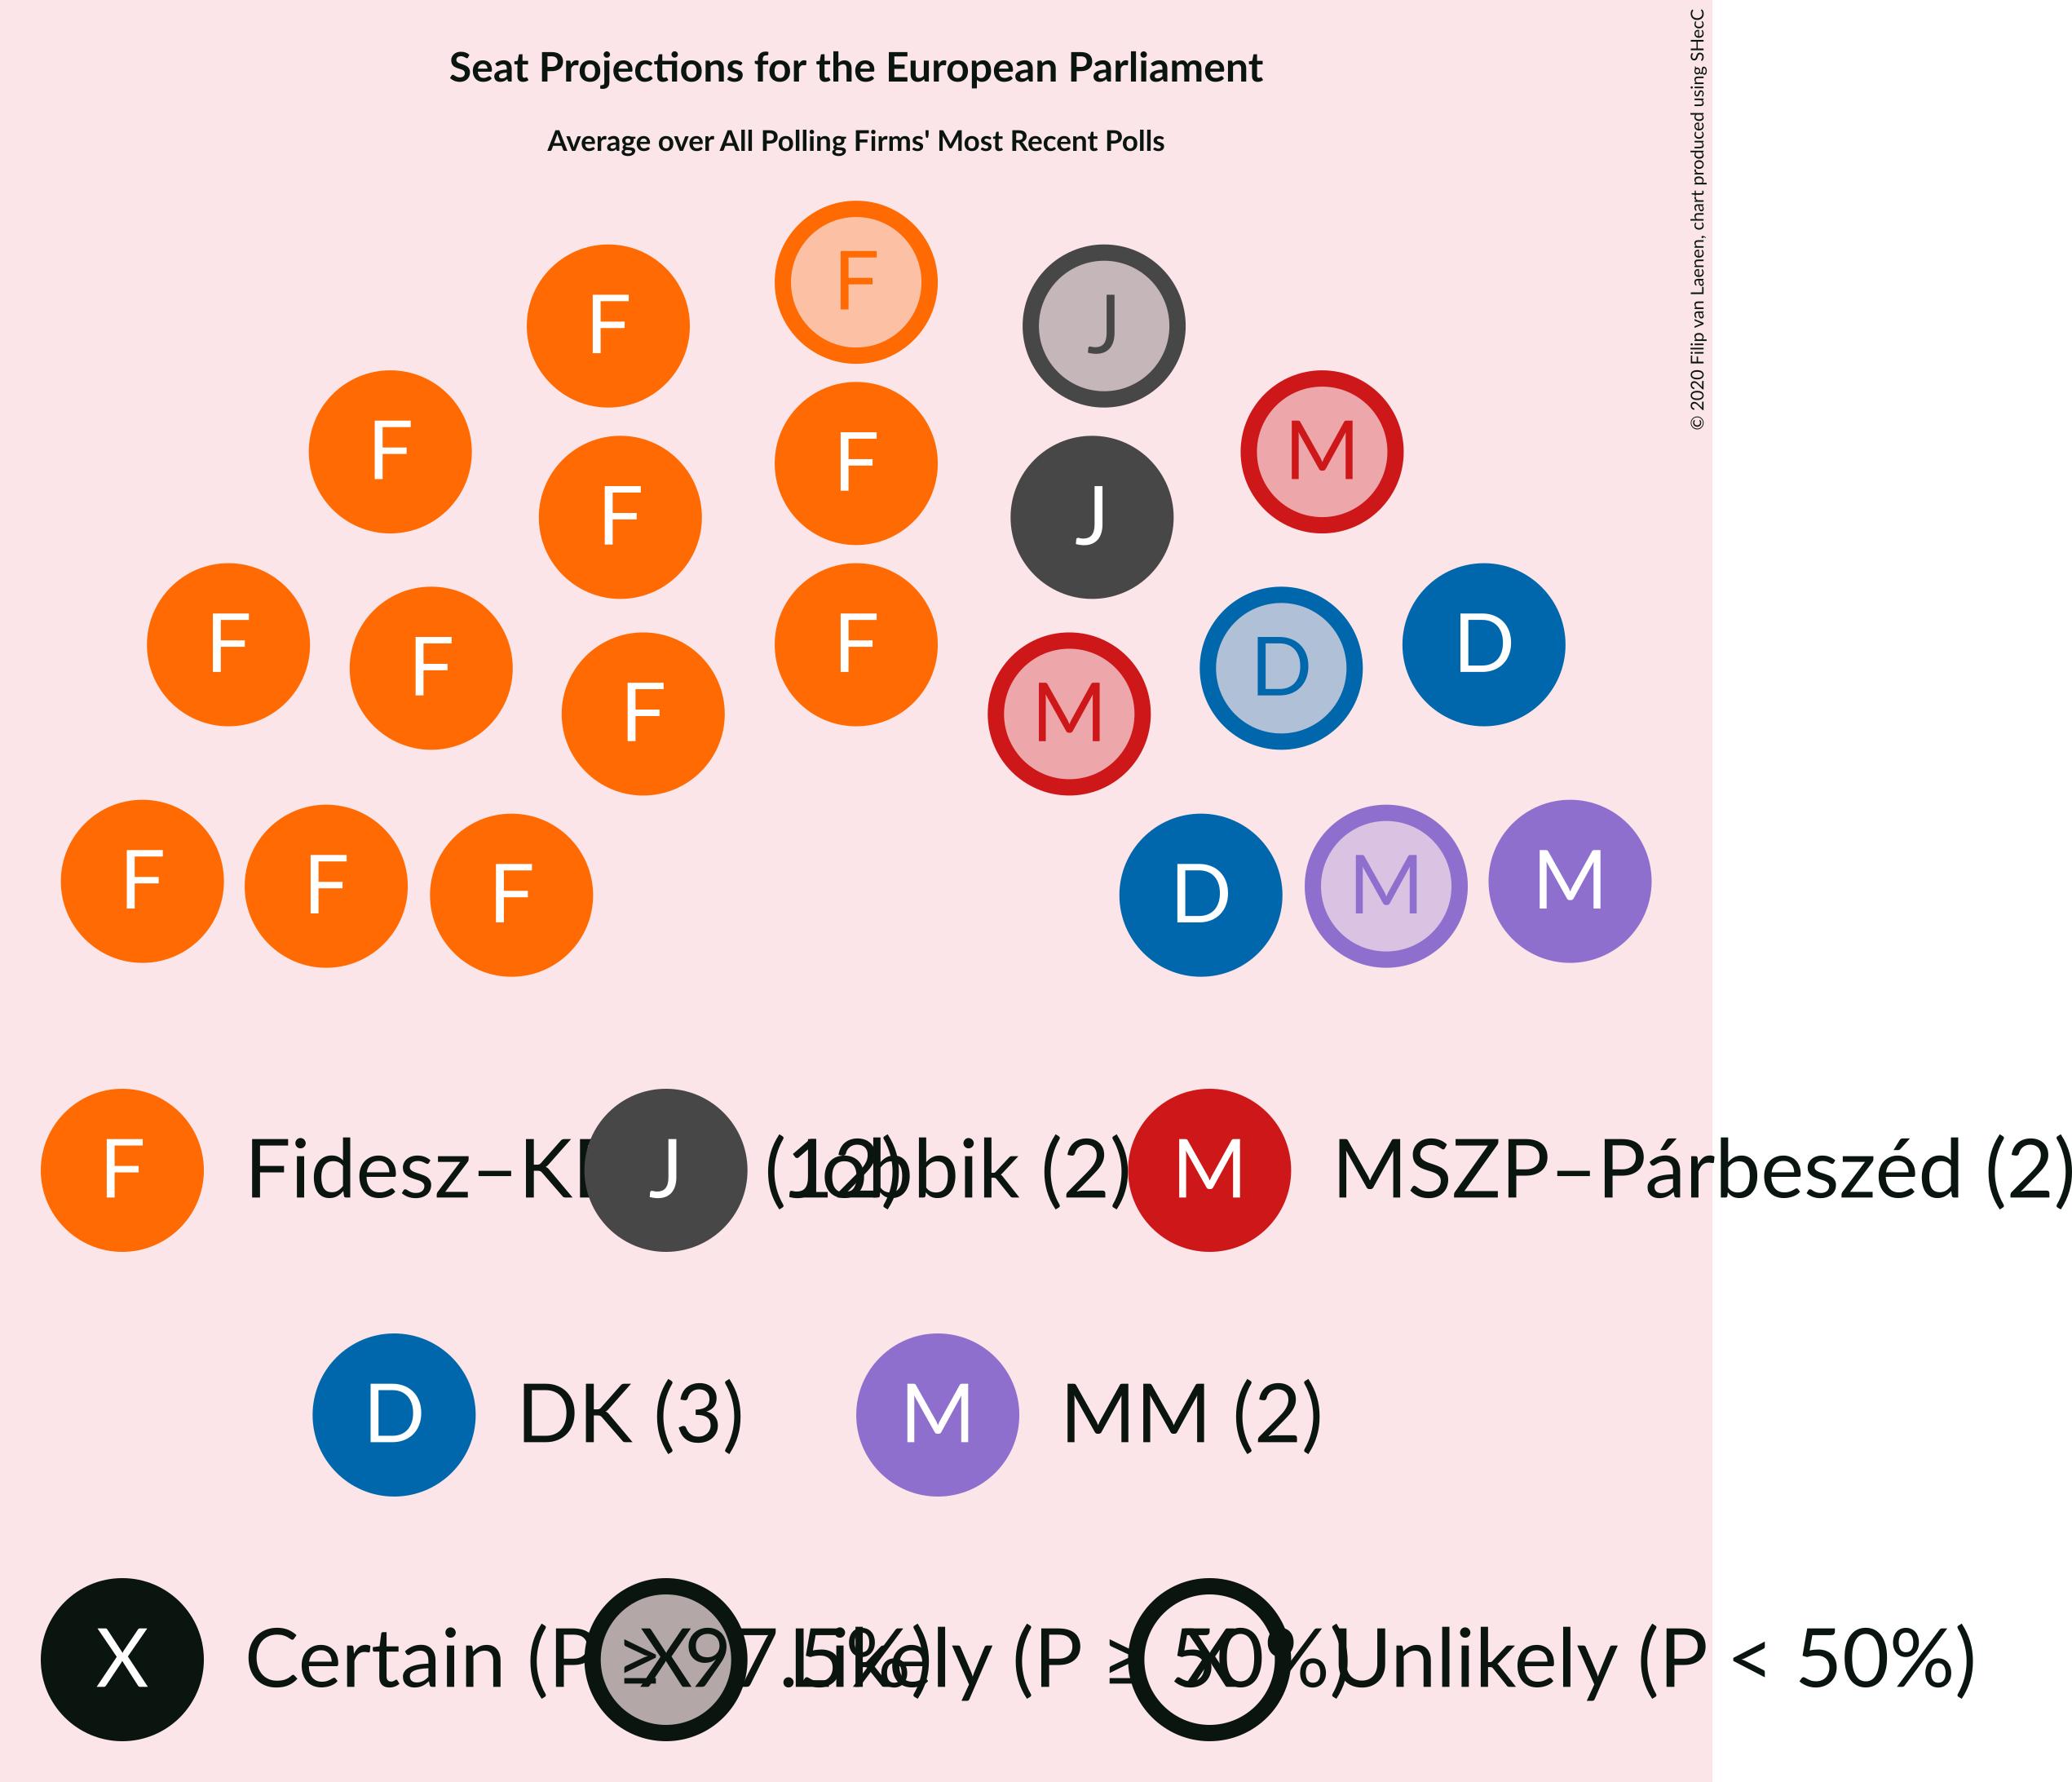 Seat Projections for the European Parliament
Average over All Polling Firms' Most Recent Polls
© 2020 Filip van Laenen, chart produced using SHecC
F
F J
F M
F F J
F F F D D
F M
F F F D M M
F Fidesz–K (12) J Jobbik (2) M MSZP–Párbeszéd (2)
D DK (3) M MM (2)
X Certain (P ≥ 97.5%) X Likely (P ≥ 50%) X Unlikely (P < 50%)